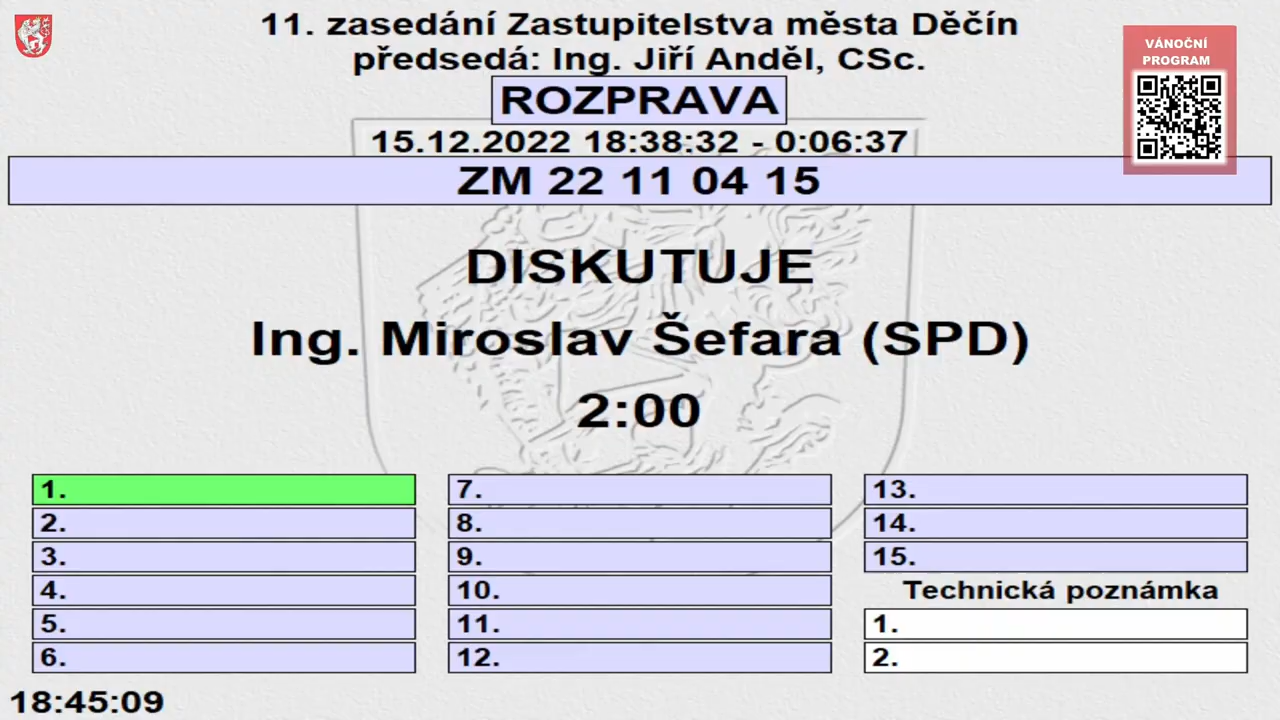 11. zasedání Zastupitelstva města Děčín
předsedá: Ing. Jiří Anděl, CSc.
VÁNOČNÍ
PROGRAM
ROZPRAVA
15.12.2022 18:38:32 - 0:06:37
ZM 22 11 04 15
DISKUTUJE
Ing. Miroslav Šefara (SPD)
2:00
1.
2.
3.
4.
5.
6.
7.
8.
9.
10.
11.
12.
13.
14.
15.
Technická poznámka
1.
2.
18:45:09